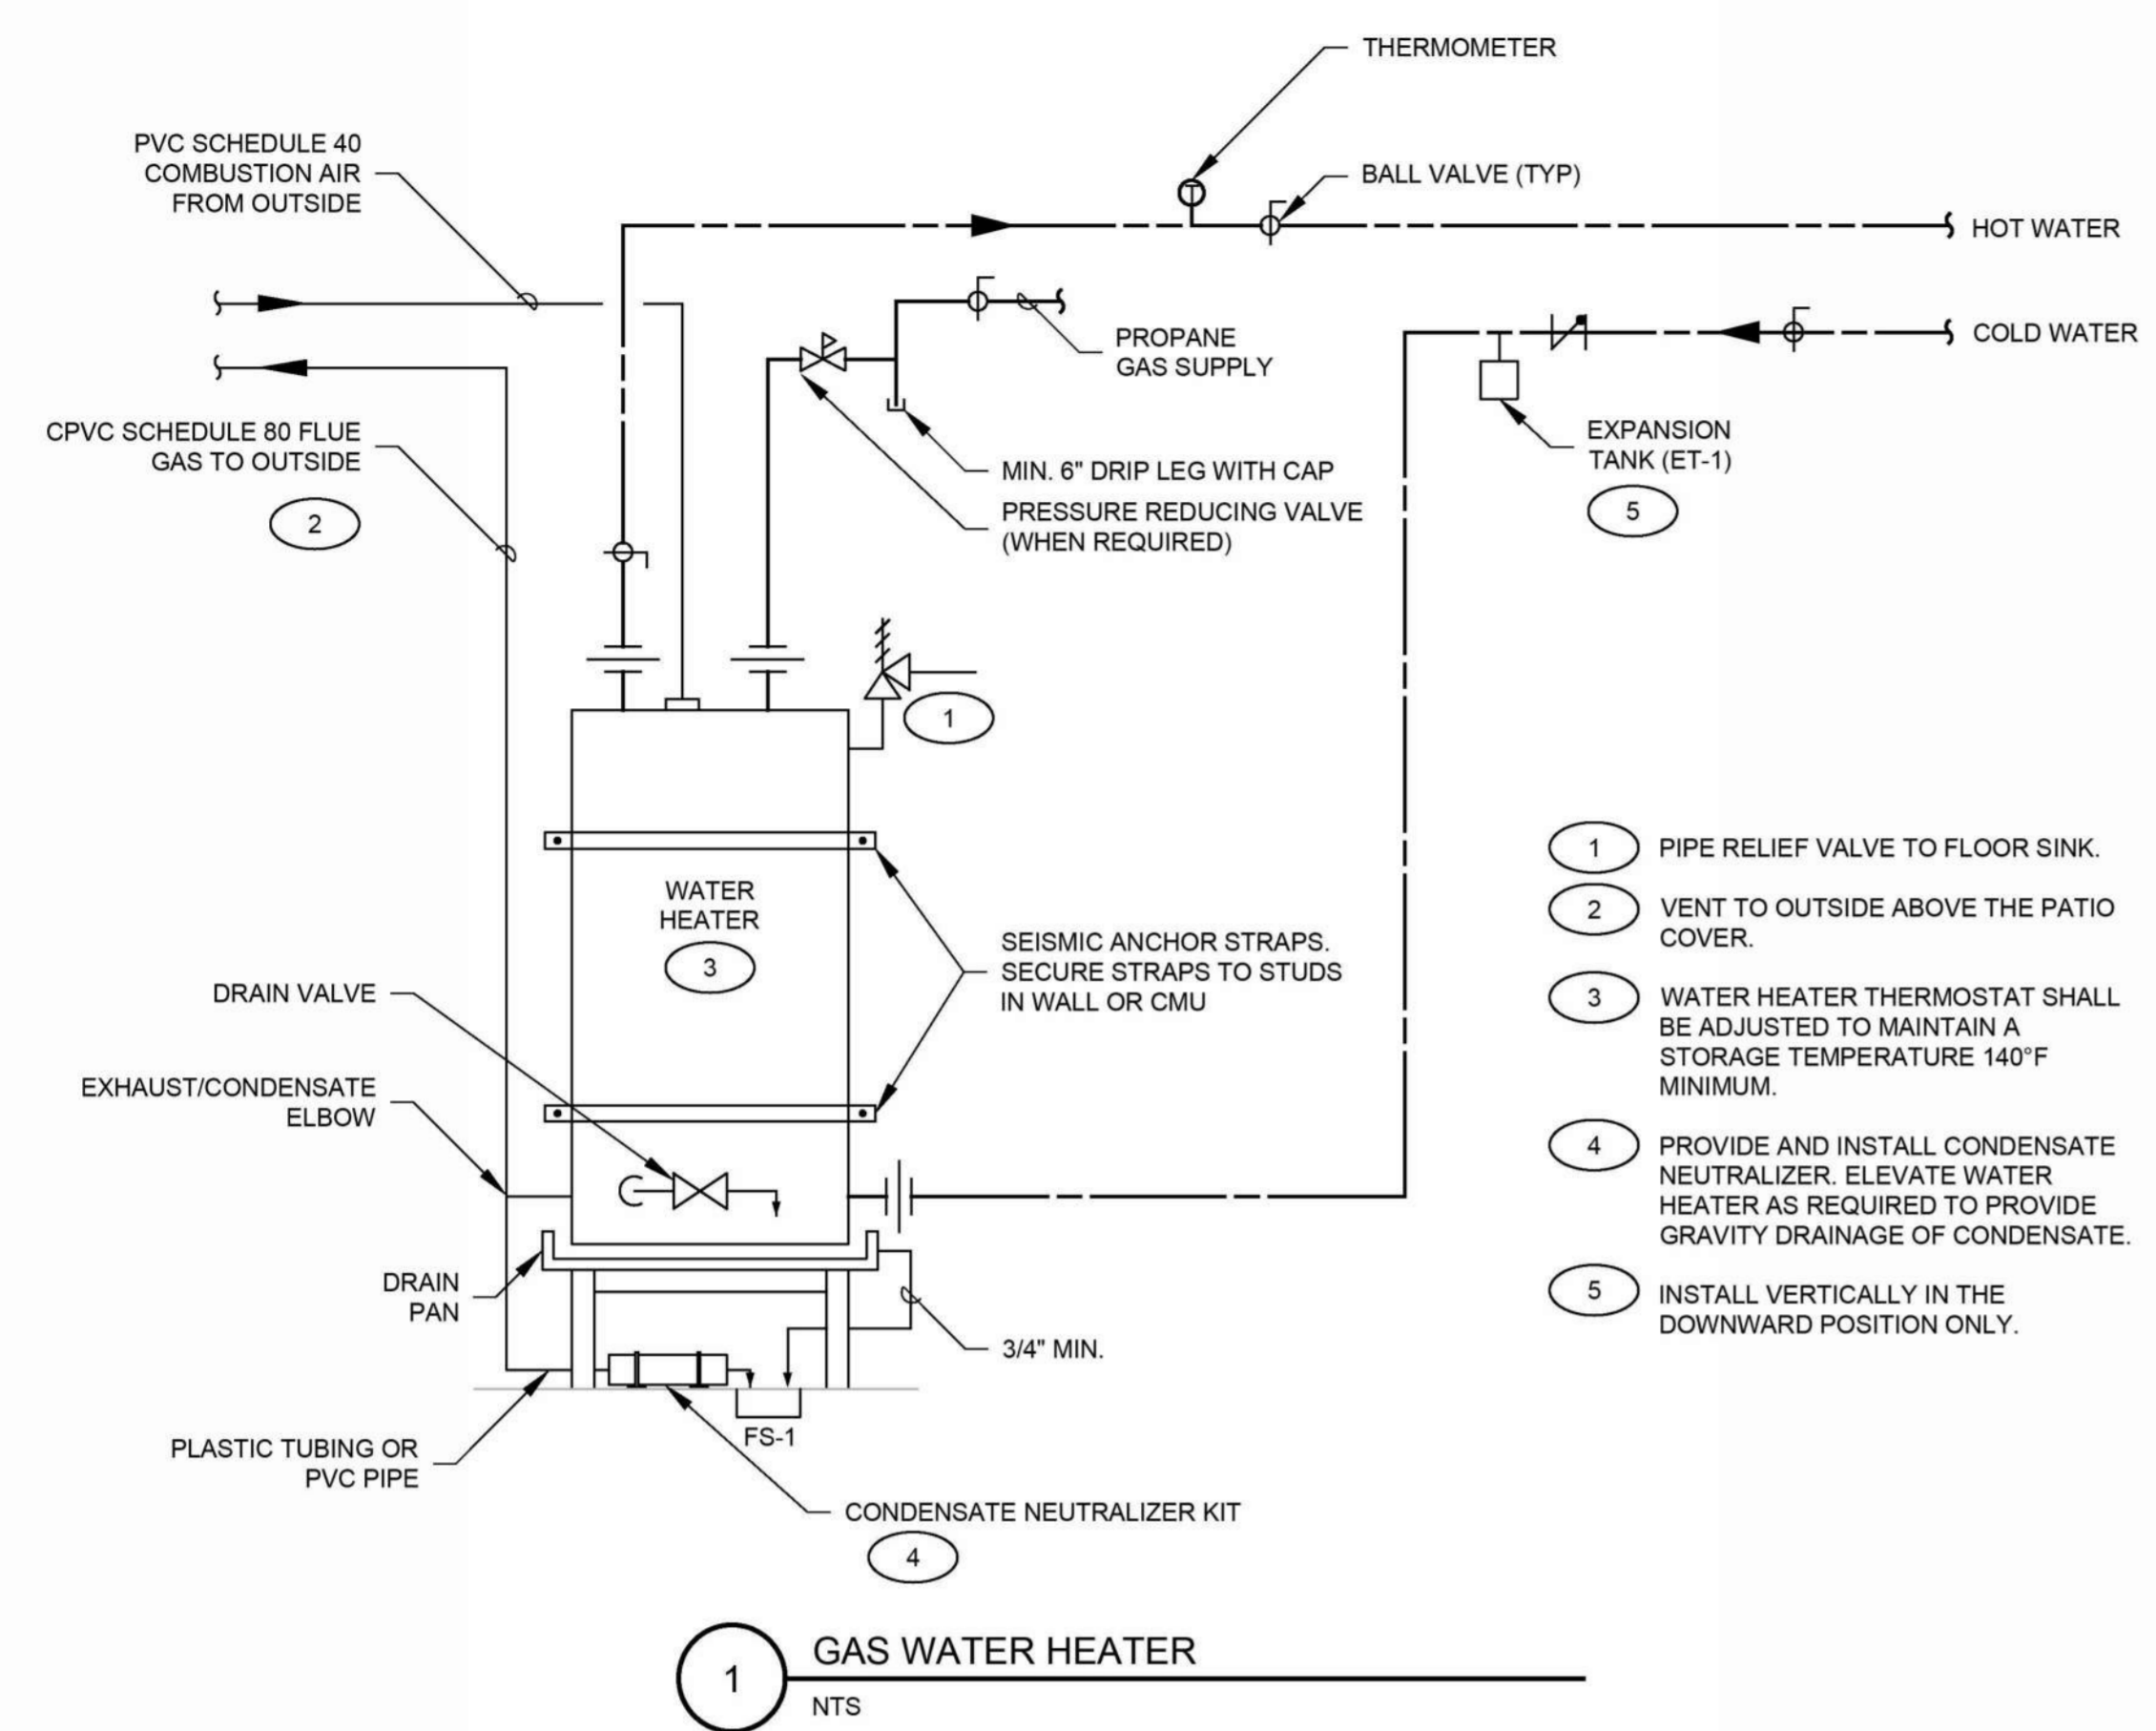 THERMOMETER
PVC SCHEDULE 40
COMBUSTION AIR
FROM OUTSIDE
BALL VALVE (TYP)
T
HOT WATER
COLD WATER
PROPANE
GAS SUPPLY
CPVC SCHEDULE 80 FLUE
GAS TO OUTSIDE
2
EXPANSION
TANK (ET-1)
5
MIN. 6" DRIP LEG WITH CAP
PRESSURE REDUCING VALVE
(WHEN REQUIRED)
1
WATER
HEATER
3
SEISMIC ANCHOR STRAPS.
SECURE STRAPS TO STUDS
IN WALL OR CMU
DRAIN VALVE
EXHAUST/CONDENSATE
ELBOW
DRAIN
PAN
3/4" MIN.
FS-1
PLASTIC TUBING OR
PVC PIPE
CONDENSATE NEUTRALIZER KIT
4
1 PIPE RELIEF VALVE TO FLOOR SINK.
2 VENT TO OUTSIDE ABOVE THE PATIO
COVER.
3 WATER HEATER THERMOSTAT SHALL
BE ADJUSTED TO MAINTAIN A
STORAGE TEMPERATURE 140°F
MINIMUM.
4 PROVIDE AND INSTALL CONDENSATE
NEUTRALIZER. ELEVATE WATER
HEATER AS REQUIRED TO PROVIDE
GRAVITY DRAINAGE OF CONDENSATE.
5 INSTALL VERTICALLY IN THE
DOWNWARD POSITION ONLY.
1 GAS WATER HEATER
NTS